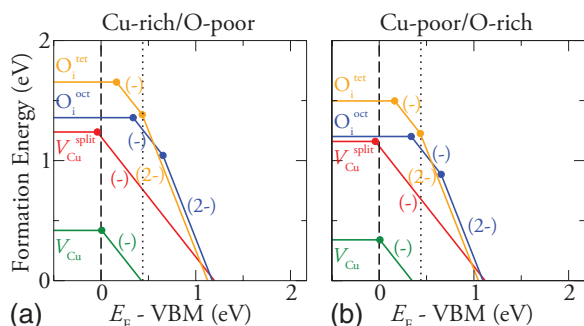 Cu-rich/O-poor
Cu-poor/O-rich
Formation Energy (eV)
2
1
0
O_i^tet
(-)
O_i^oct
(-)
V_Cu^split
(-)
(2-)
(2-)
V_Cu
(-)
0
1
2
(a)
E_F - VBM (eV)
O_i^tet
(-)
O_i^oct
(-)
V_Cu^split
(-)
(2-)
(2-)
V_Cu
(-)
0
1
2
(b)
E_F - VBM (eV)